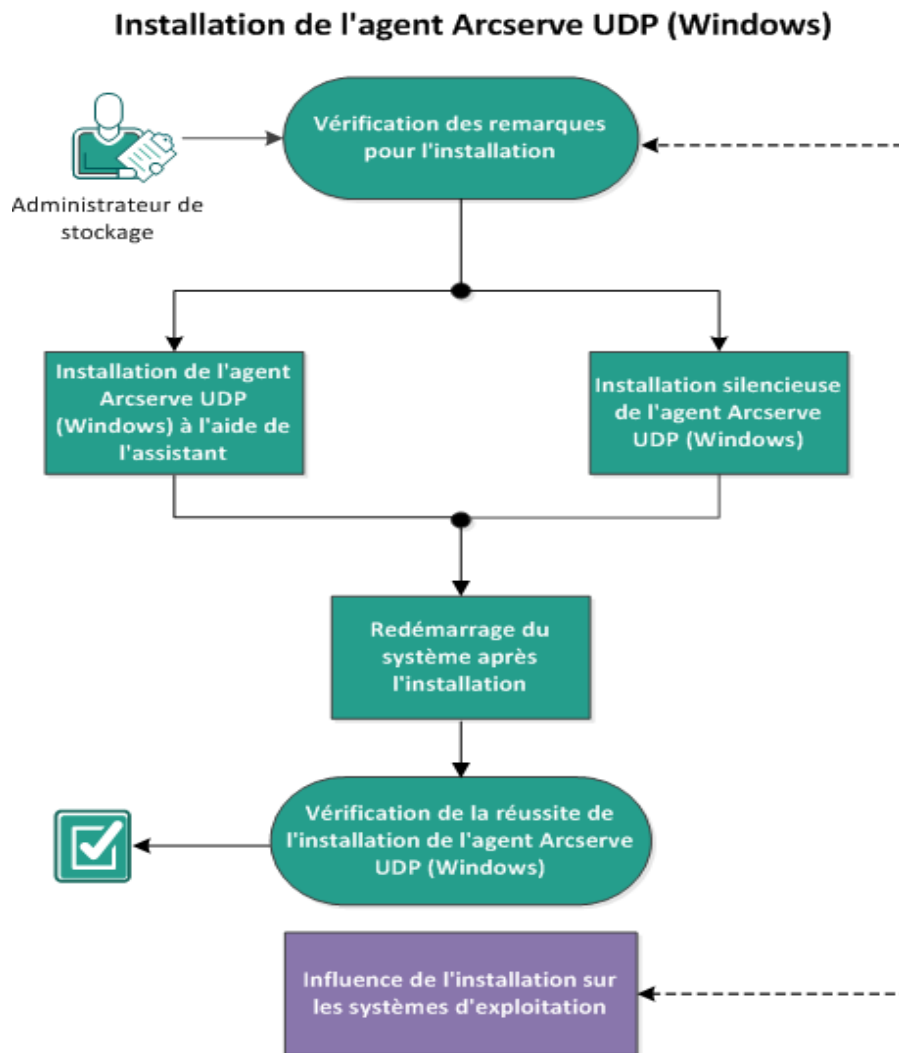 Installation de l'agent Arcserve UDP (Windows)
Vérification des remarques
pour l'installation
Administrateur de
stockage
Installation de l'agent
Arcserve UDP
(Windows) à l'aide de
l'assistant
Installation silencieuse
de l'agent Arcserve
UDP (Windows)
Redémarrage du
système après
l'installation
Vérification de la réussite de
l'installation de l'agent Arcserve
UDP (Windows)
Influence de l'installation sur
les systèmes d'exploitation